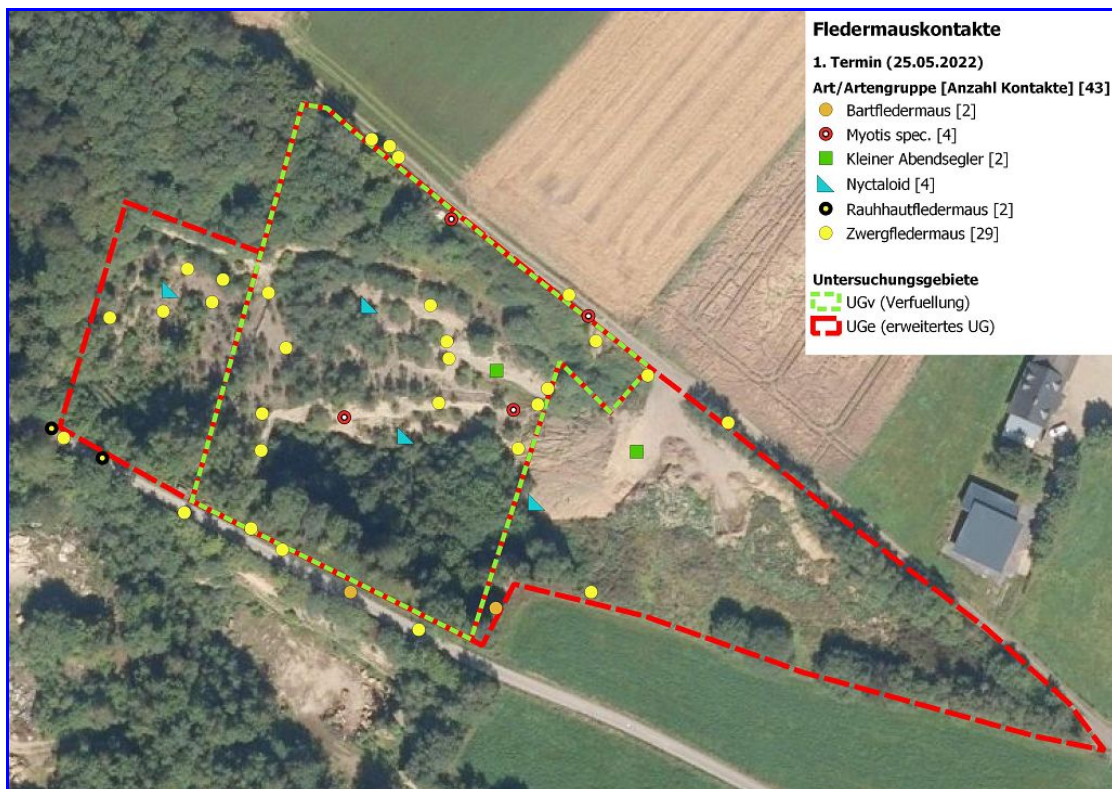 Fledermauskontakte
1. Termin (25.05.2022)
Art/Artengruppe [Anzahl Kontakte] [43]
Bartfledermaus [2]
Myotis spec. [4]
Kleiner Abendsegler [2]
Nyctaloid [4]
Rauhhautfledermaus [2]
Zwergfledermaus [29]
Untersuchungsgebiete
UGv (Verfuellung)
UGe (erweitertes UG)